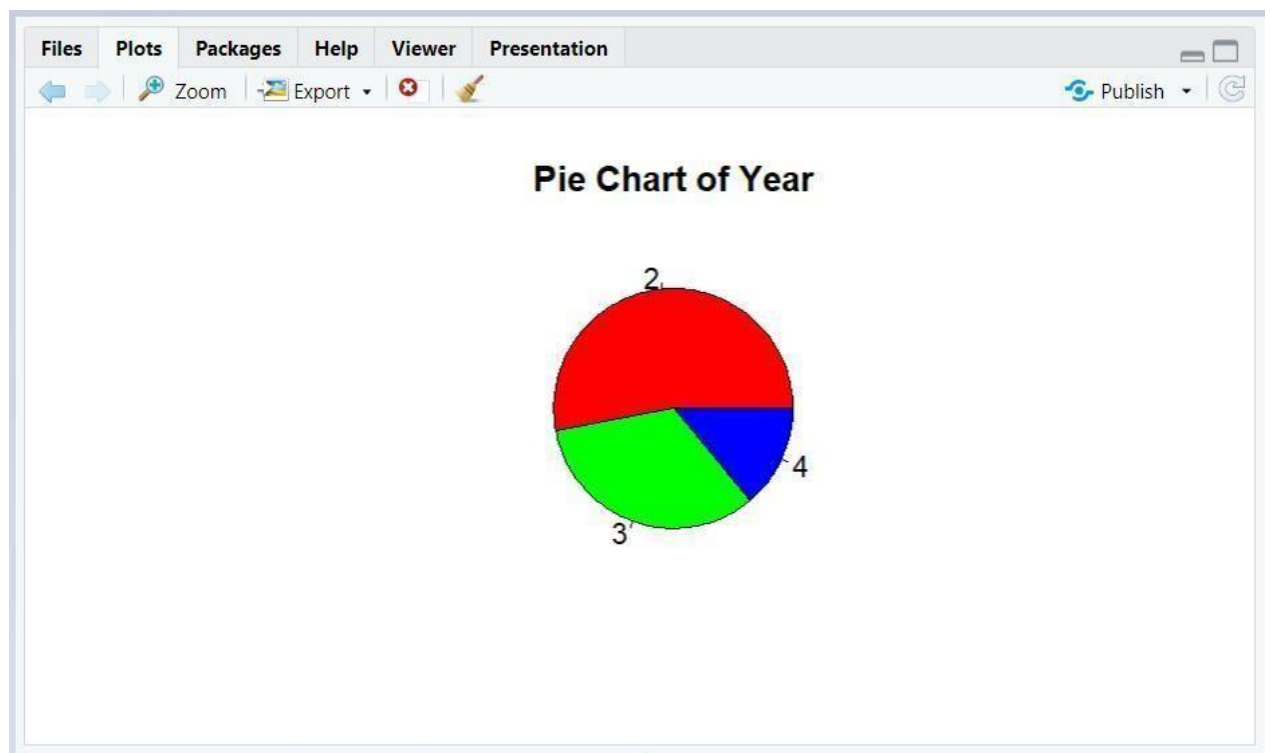 Files Plots Packages Help Viewer Presentation
Zoom Export Publish
Pie Chart of Year
2
4
3